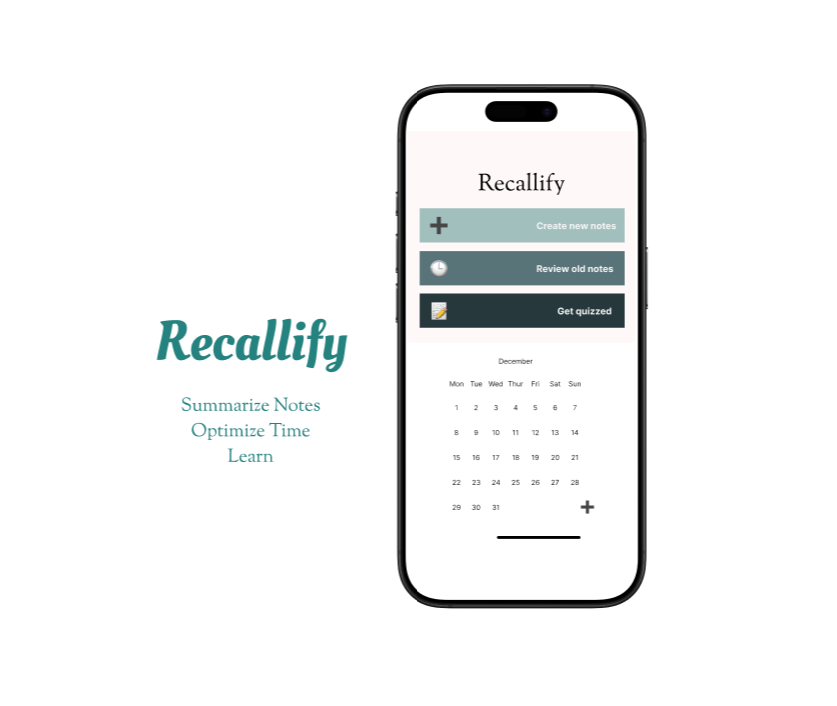 Recallify
Summarize Notes
Optimize Time
Learn
Recallify
Create new notes
Review old notes
Get quizzed
December
Mon Tue Wed Thur Fri Sat Sun
1 2 3 4 5 6 7
8 9 10 11 12 13 14
15 16 17 18 19 20 21
22 23 24 25 26 27 28
29 30 31